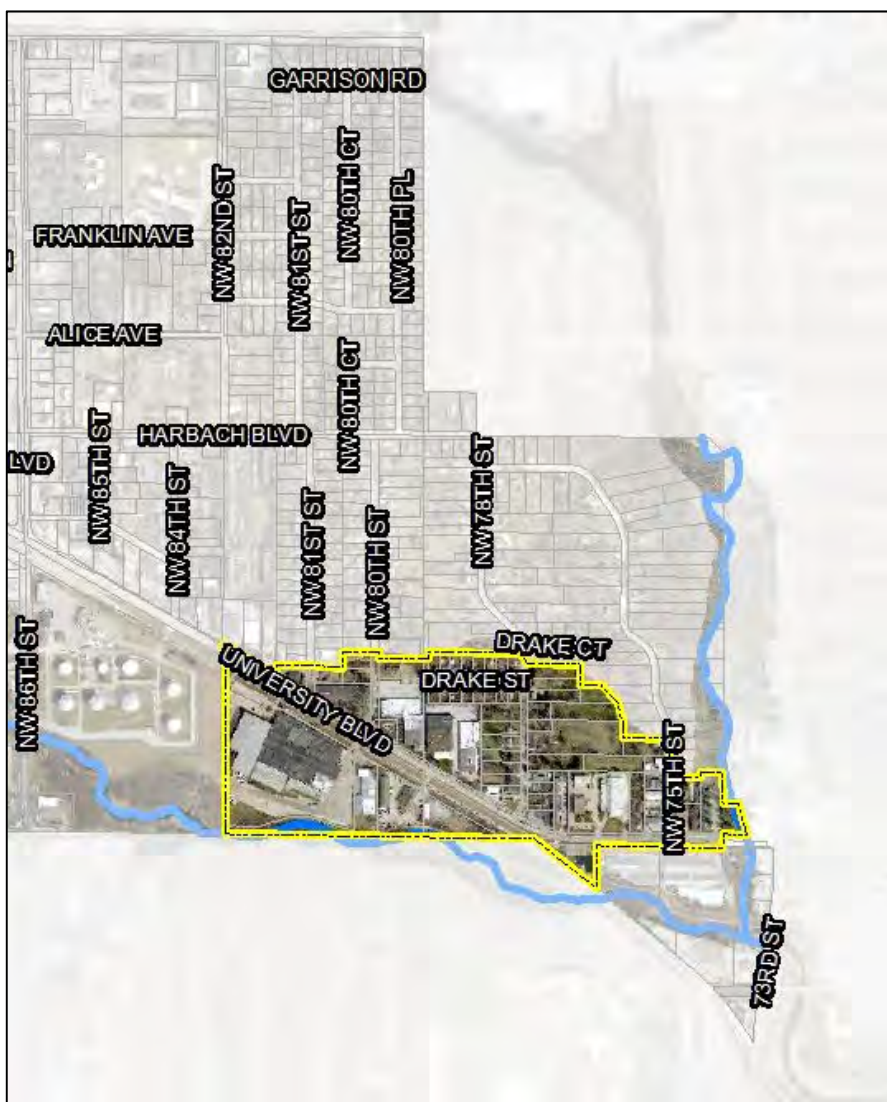 GARRISON RD
NW 80TH CT
NW 82ND ST
NW 81ST ST
NW 80TH PL
FRANKLIN AVE
ALICE AVE
NW 80TH CT
HARBACH BLVD
NW 85TH ST
LVD
NW 84TH ST
NW 78TH ST
NW 81ST ST
NW 80TH ST
NW 86TH ST
DRAKE CT
UNIVERSITY BLVD
DRAKE ST
NW 75TH ST
73RD ST